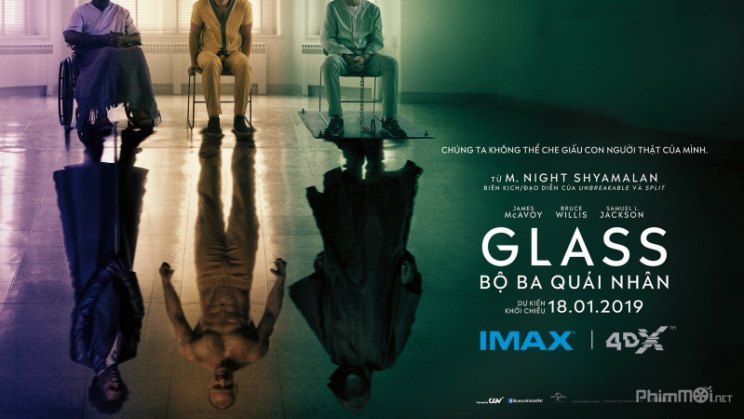 CHÚNG TA KHÔNG THỂ CHE GIẤU CON NGƯỜI THẬT CỦA MÌNH.
TỪ M. NIGHT SHYAMALAN
BIÊN KỊCH/ĐẠO DIỄN CỦA UNBREAKABLE VÀ SPLIT
JAMES McAVOY BRUCE WILLIS SAMUEL L. JACKSON
GLASS
BỘ BA QUÁI NHÂN
DỰ KIẾN KHỞI CHIẾU 18.01.2019
IMAX | 4DX™
CGV
PhimMoi.NET